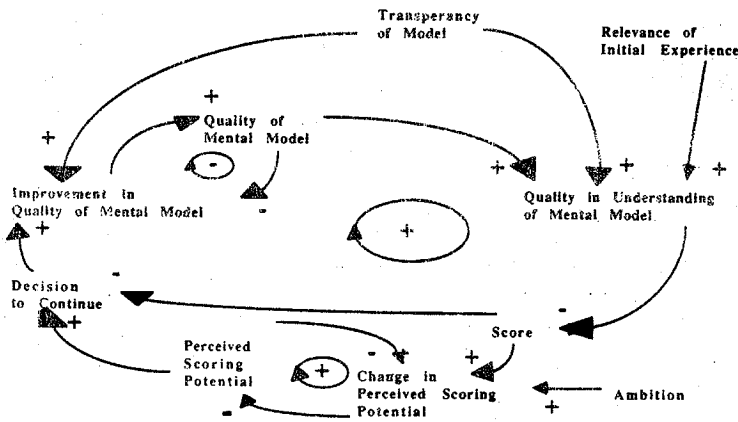 Transperancy
of Model
Relevance of
Initial Experience
+
Quality of
Mental Model
+
-
+
+
+
Improvement in
Quality of Mental Model
-
Quality in Understanding
of Mental Model
+
+
Decision
to Continue
-
-
+
Score
Perceived
Scoring
Potential
-
+
+
+
Change in
Perceived Scoring
Potential
Ambition
-
+